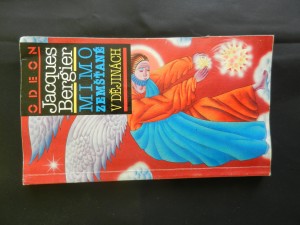 ODEON
Jacques
Bergier
MIMO
ZEMŠŤANÉ
V DĚJINÁCH